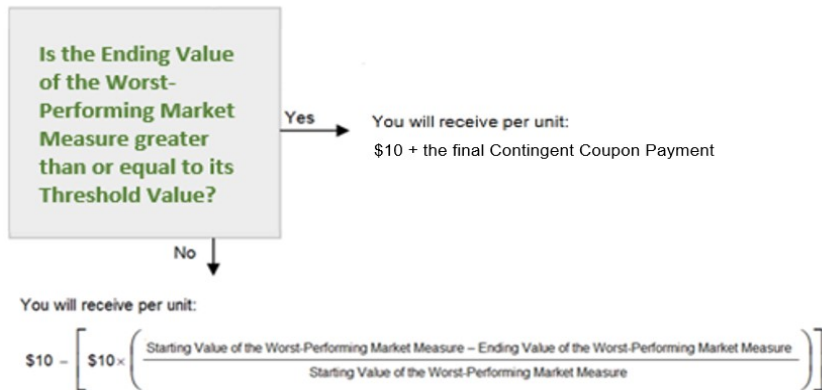 Is the Ending Value
of the Worst-
Performing Market
Measure greater
than or equal to its
Threshold Value?
Yes
You will receive per unit:
$10 + the final Contingent Coupon Payment
No
You will receive per unit:
$10 – [ $10× ( Starting Value of the Worst-Performing Market Measure – Ending Value of the Worst-Performing Market Measure
Starting Value of the Worst-Performing Market Measure ) ]